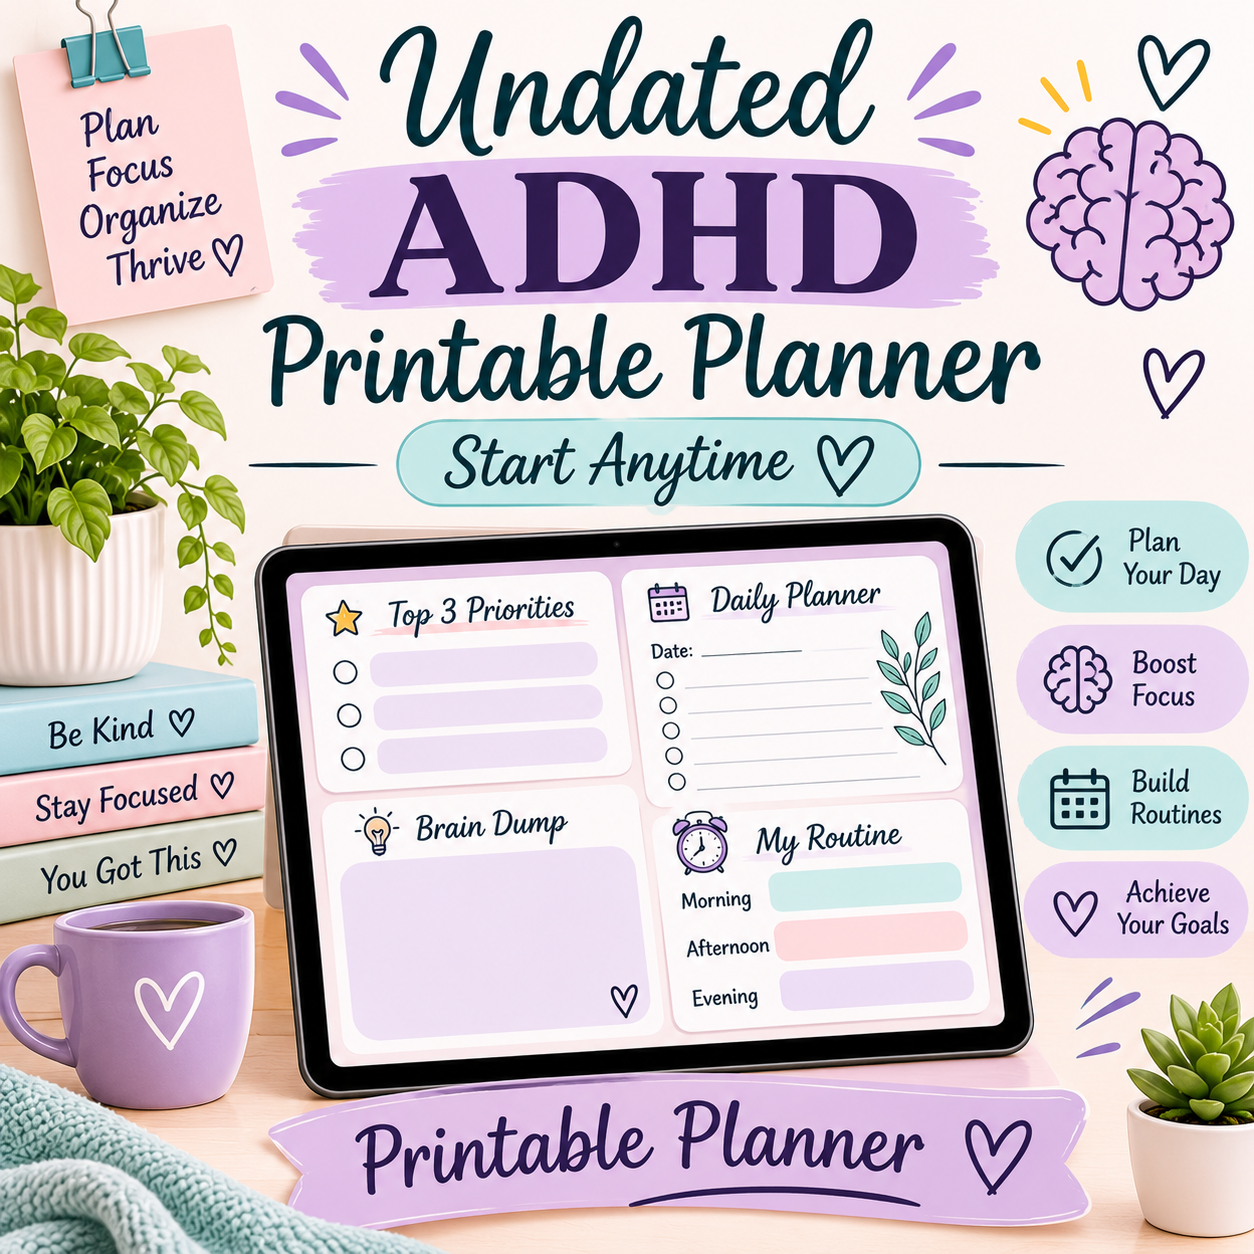 Plan
Focus
Organize
Thrive
Undated
ADHD
Printable Planner
Start Anytime
Plan
Your Day
Boost
Focus
Build
Routines
Achieve
Your Goals
Be Kind
Stay Focused
You Got This
Top 3 Priorities
Daily Planner
Date:
Brain Dump
My Routine
Morning
Afternoon
Evening
Printable Planner